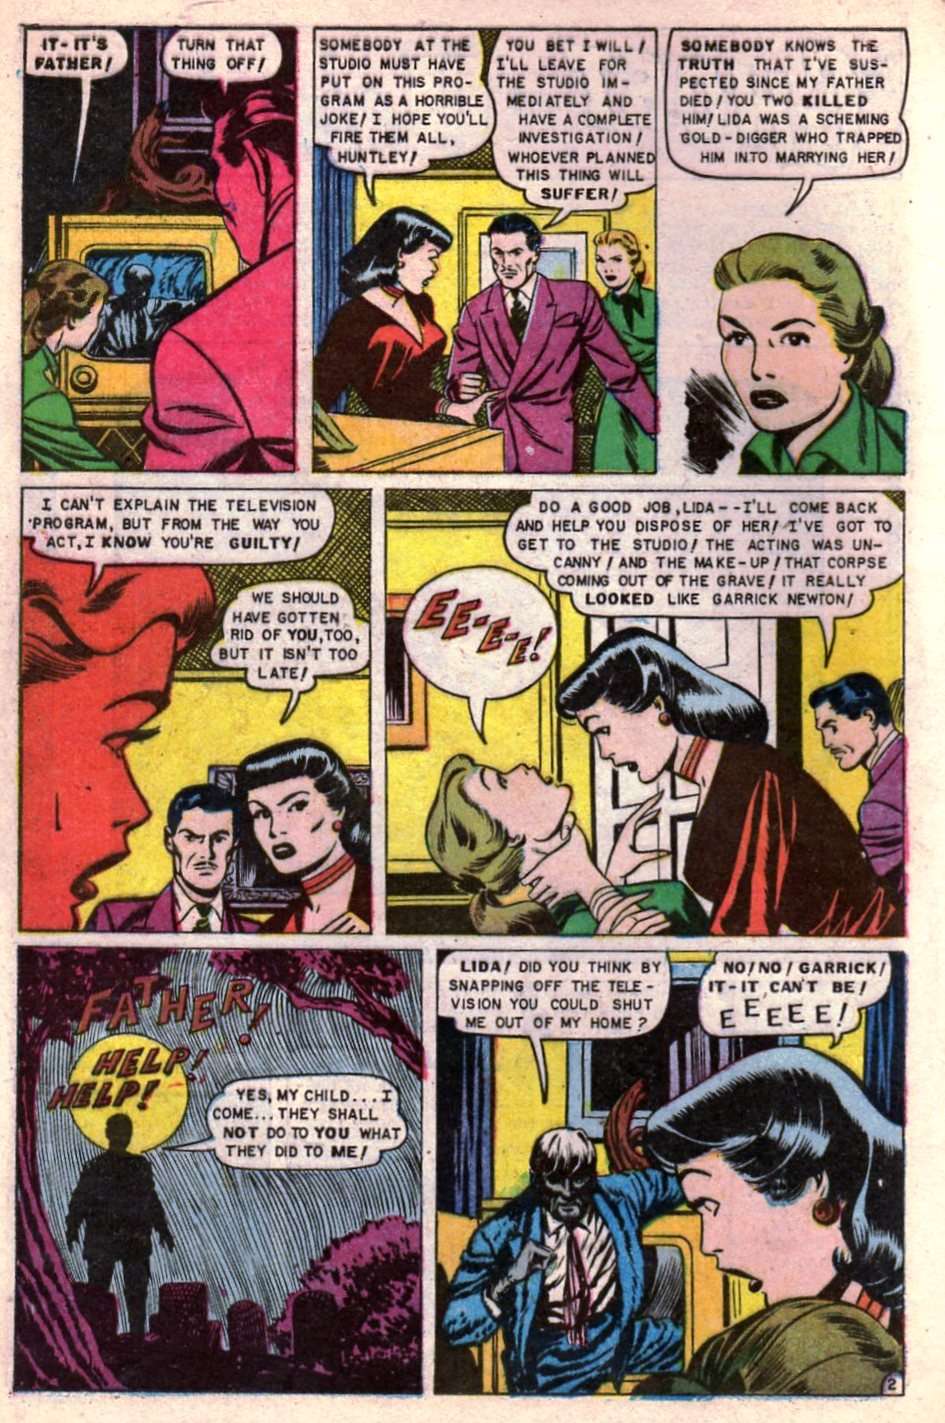 IT-IT'S
FATHER!
TURN THAT
THING OFF!
SOMEBODY AT THE
STUDIO MUST HAVE
PUT ON THIS PRO-
GRAM AS A HORRIBLE
JOKE! I HOPE YOU'LL
FIRE THEM ALL,
HUNTLEY!
YOU BET I WILL!
I'LL LEAVE FOR
THE STUDIO IM-
MEDIATELY AND
HAVE A COMPLETE
INVESTIGATION!
WHOEVER PLANNED
THIS THING WILL
SUFFER!
SOMEBODY KNOWS THE
TRUTH THAT I'VE SUS-
PECTED SINCE MY FATHER
DIED! YOU TWO KILLED
HIM! LIDA WAS A SCHEMING
GOLD-DIGGER WHO TRAPPED
HIM INTO MARRYING HER!
I CAN'T EXPLAIN THE TELEVISION
PROGRAM, BUT FROM THE WAY YOU
ACT, I KNOW YOU'RE GUILTY!
WE SHOULD
HAVE GOTTEN
RID OF YOU, TOO,
BUT IT ISN'T TOO
LATE!
EE-E-E!
DO A GOOD JOB, LIDA--I'LL COME BACK
AND HELP YOU DISPOSE OF HER! I'VE GOT TO
GET TO THE STUDIO! THE ACTING WAS UN-
CANNY! AND THE MAKE-UP! THAT CORPSE
COMING OUT OF THE GRAVE! IT REALLY
LOOKED LIKE GARRICK NEWTON!
FATHER!
HELP!
HELP!
YES, MY CHILD...I
COME...THEY SHALL
NOT DO TO YOU WHAT
THEY DID TO ME!
LIDA! DID YOU THINK BY
SNAPPING OFF THE TELE-
VISION YOU COULD SHUT
ME OUT OF MY HOME?
NO! NO! GARRICK!
IT-IT CAN'T BE!
EEEEE!
2